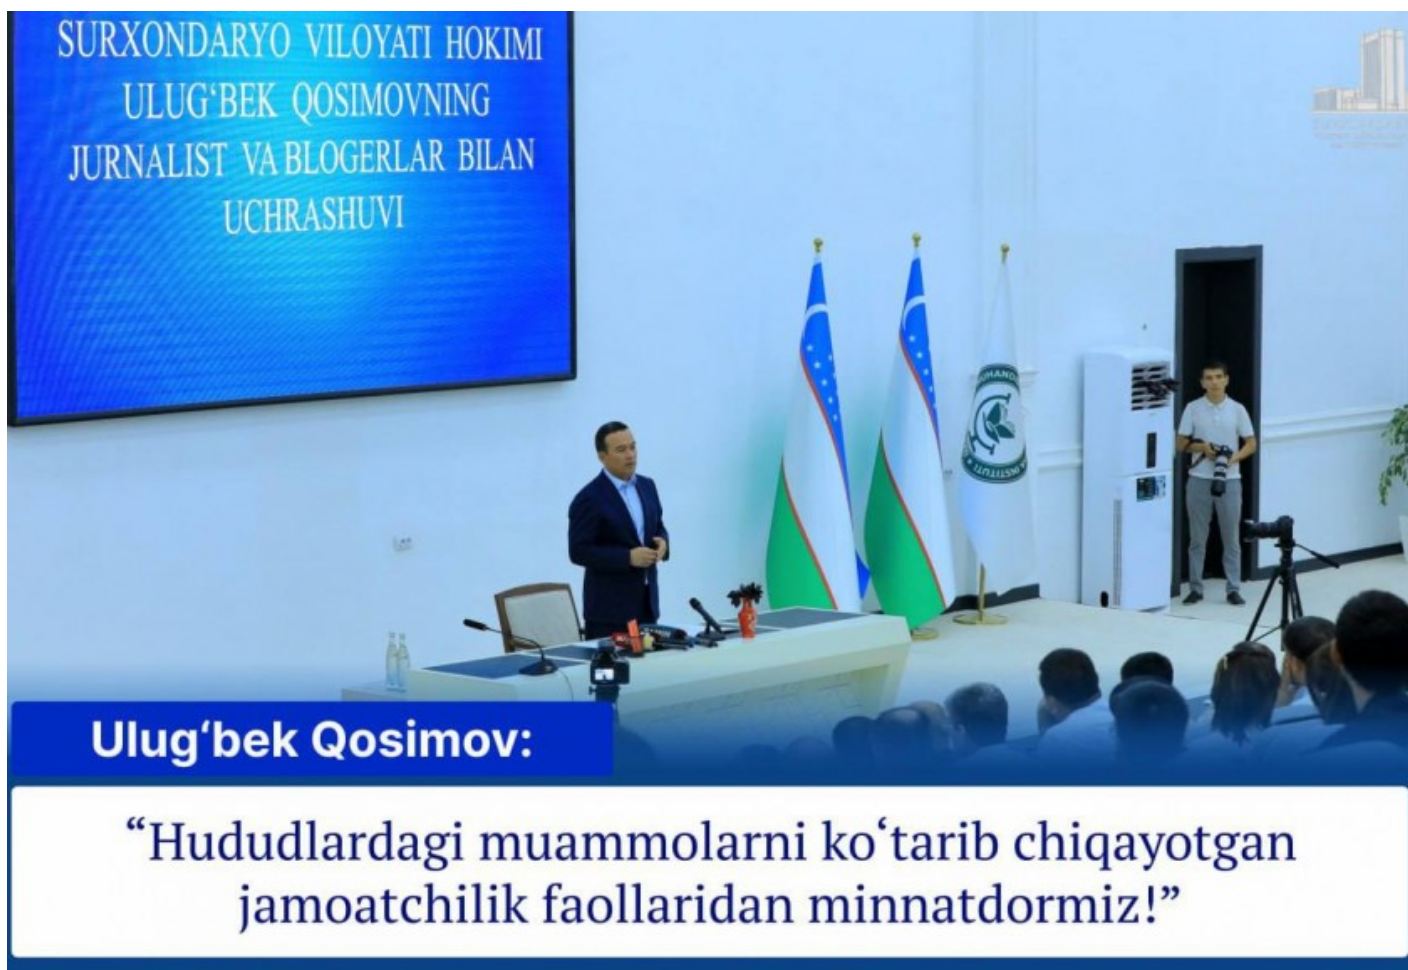 SURXONDARYO VILOYATI HOKIMI
ULUG‘BEK QOSIMOVNING
JURNALIST VA BLOGERLAR BILAN
UCHRASHUVI
INSTITUTI
Ulug‘bek Qosimov:
“Hududlardagi muammolarni ko‘tarib chiqayotgan
jamoatchilik faollaridan minnatdormiz!”